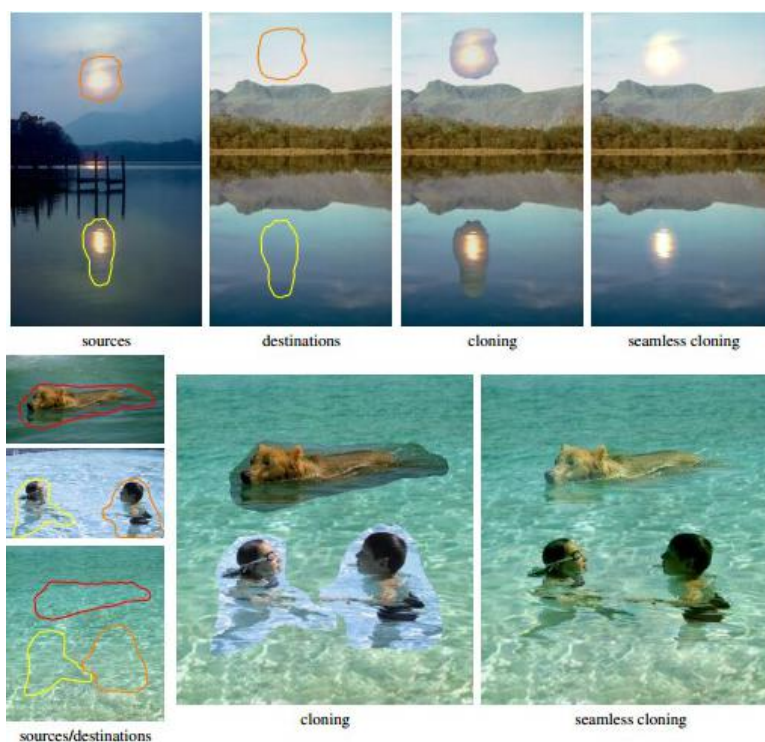 sources
destinations
cloning
seamless cloning
sources/destinations
cloning
seamless cloning